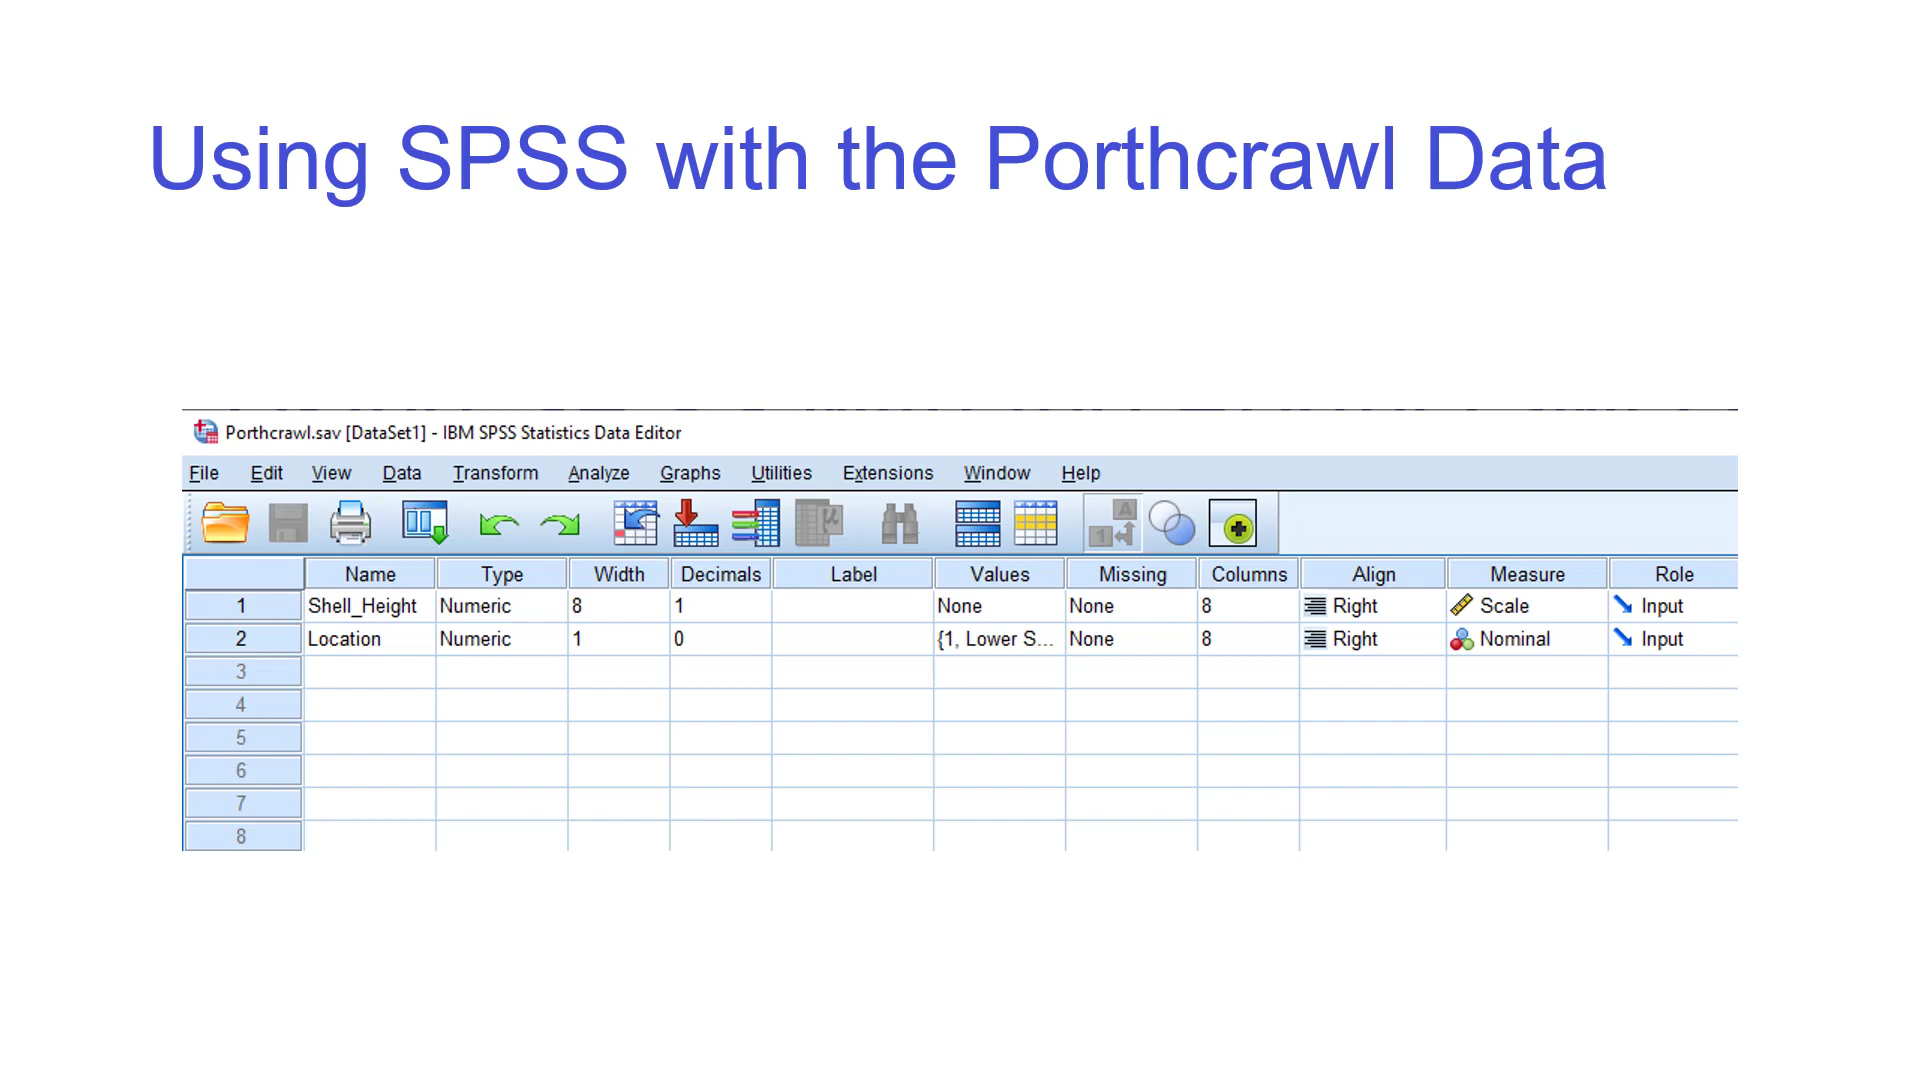 Using SPSS with the Porthcrawl Data
Porthcrawl.sav [DataSet1] - IBM SPSS Statistics Data Editor
File Edit View Data Transform Analyze Graphs Utilities Extensions Window Help
Name Type Width Decimals Label Values Missing Columns Align Measure Role
1 Shell_Height Numeric 8 1 None None 8 Right Scale Input
2 Location Numeric 1 0 {1, Lower S... None 8 Right Nominal Input
3
4
5
6
7
8